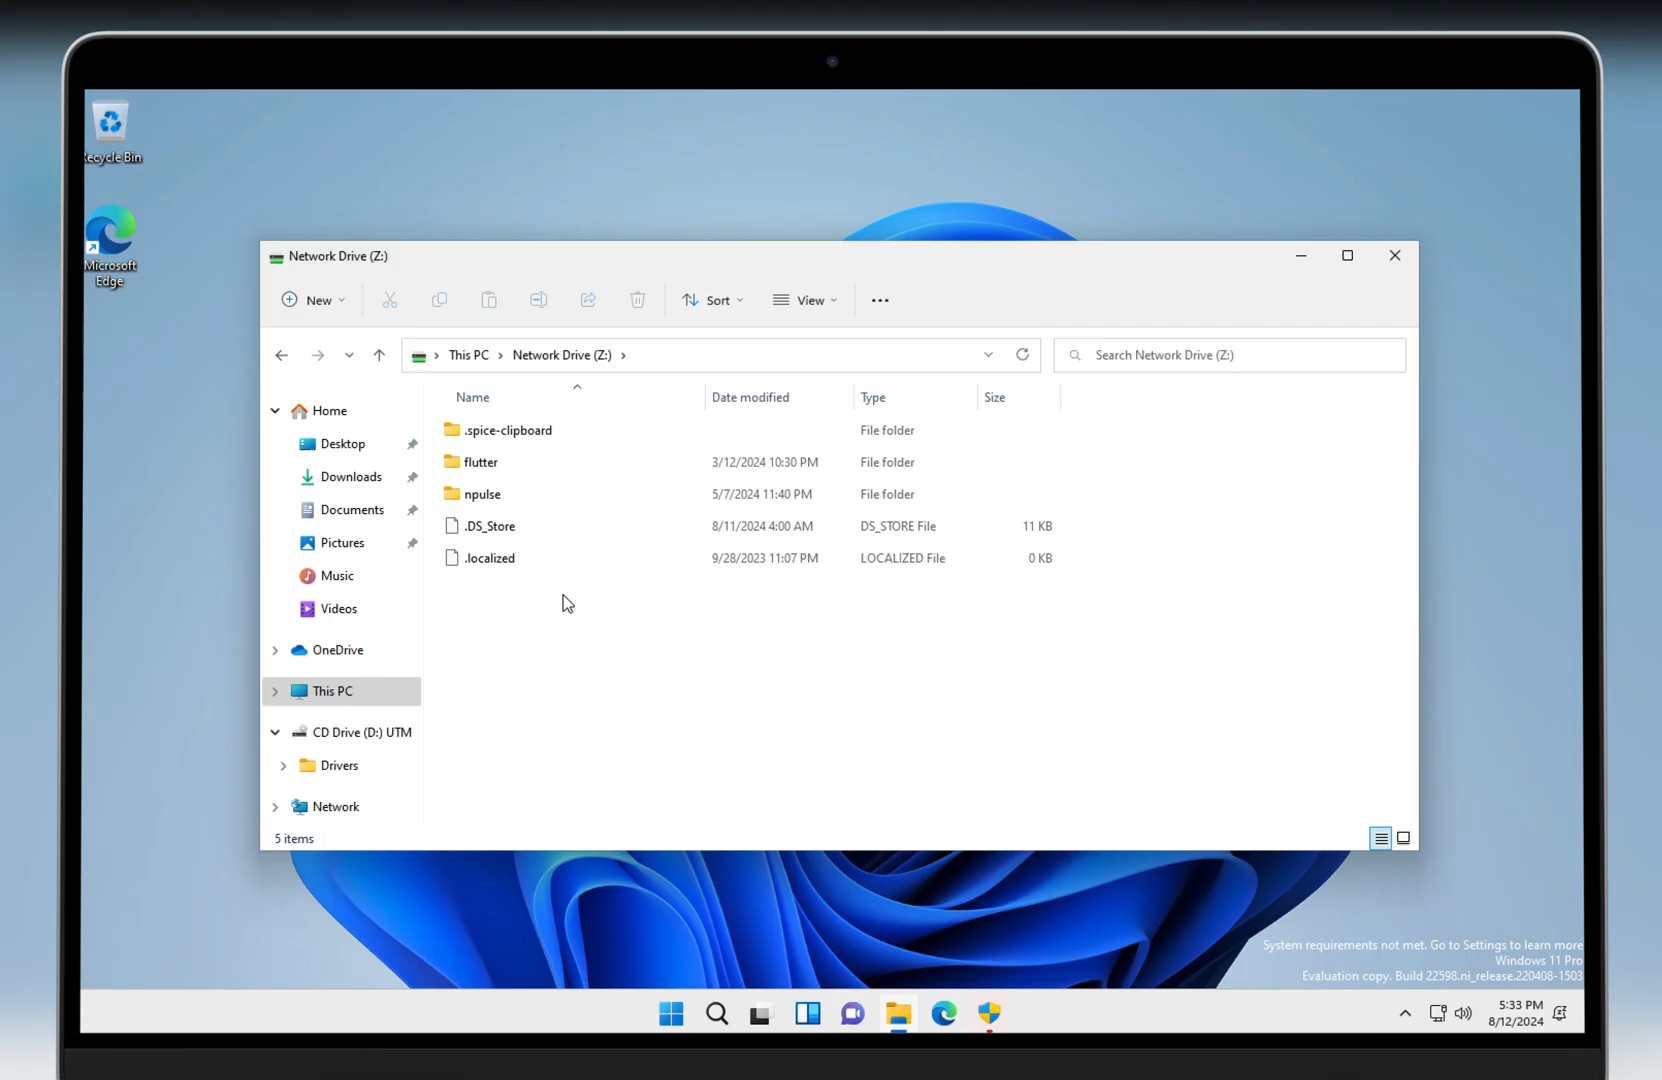 Recycle Bin
Microsoft
Edge
Network Drive (Z:)
New
Sort
View
This PC
Network Drive (Z:)
Search Network Drive (Z:)
Name
Date modified
Type
Size
Home
Desktop
Downloads
Documents
Pictures
Music
Videos
OneDrive
This PC
CD Drive (D:) UTM
Drivers
Network
.spice-clipboard
File folder
flutter
3/12/2024 10:30 PM
File folder
npulse
5/7/2024 11:40 PM
File folder
.DS_Store
8/11/2024 4:00 AM
DS_STORE File
11 KB
.localized
9/28/2023 11:07 PM
LOCALIZED File
0 KB
5 items
System requirements not met. Go to Settings to learn more
Windows 11 Pro
Evaluation copy. Build 22598.ni_release.220408-1503
5:33 PM
8/12/2024